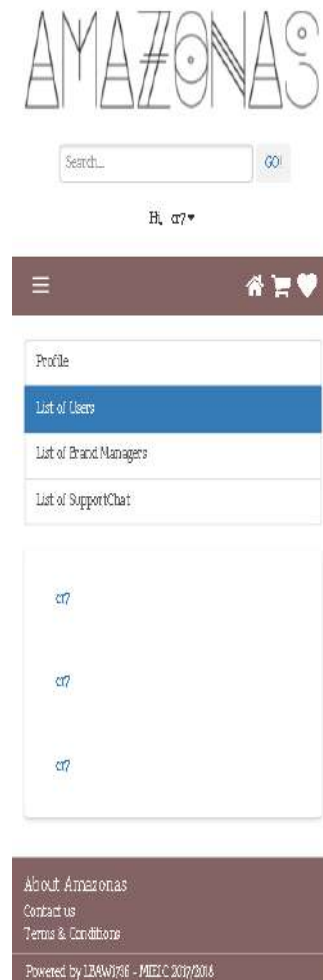 AMAZONAS
Search...
GO!
Hi, cr7
Profile
List of Users
List of Brand Managers
List of SupportChat
cr7
cr7
cr7
About Amazonas
Contact us
Terms & Conditions
Powered by LBAW1736 - MIEIC 2017/2018